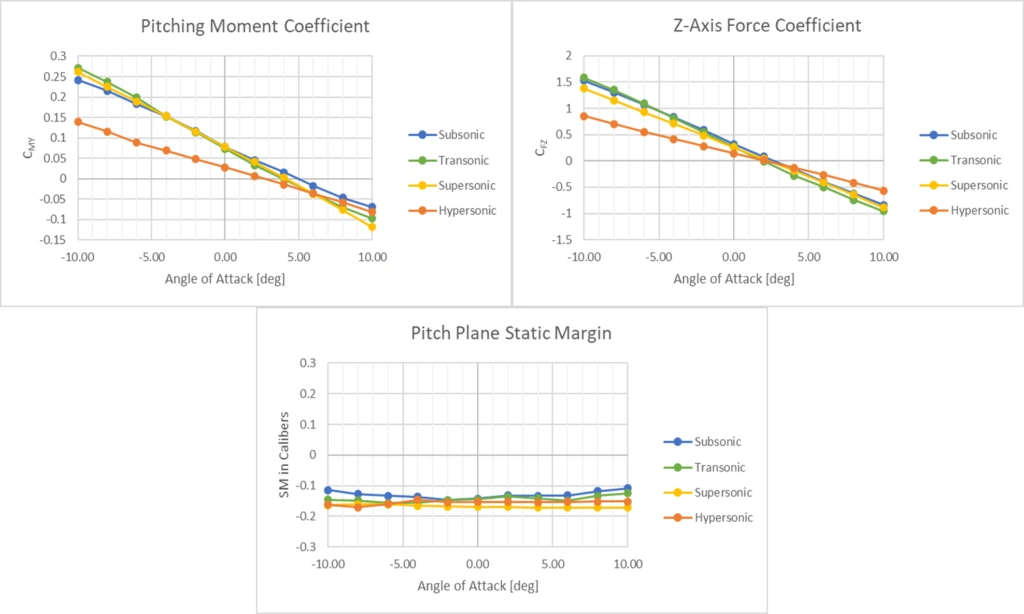 Pitching Moment Coefficient
0.3
0.25
0.2
0.15
0.1
0.05
0
-0.05
-0.1
-0.15
CMY
-10.00 -5.00 0.00 5.00 10.00
Angle of Attack [deg]
Subsonic
Transonic
Supersonic
Hypersonic
Z-Axis Force Coefficient
2
1.5
1
0.5
0
-0.5
-1
-1.5
CFZ
-10.00 -5.00 0.00 5.00 10.00
Angle of Attack [deg]
Subsonic
Transonic
Supersonic
Hypersonic
Pitch Plane Static Margin
0.3
0.2
0.1
0
-0.1
-0.2
-0.3
SM in Calibers
-10.00 -5.00 0.00 5.00 10.00
Angle of Attack [deg]
Subsonic
Transonic
Supersonic
Hypersonic